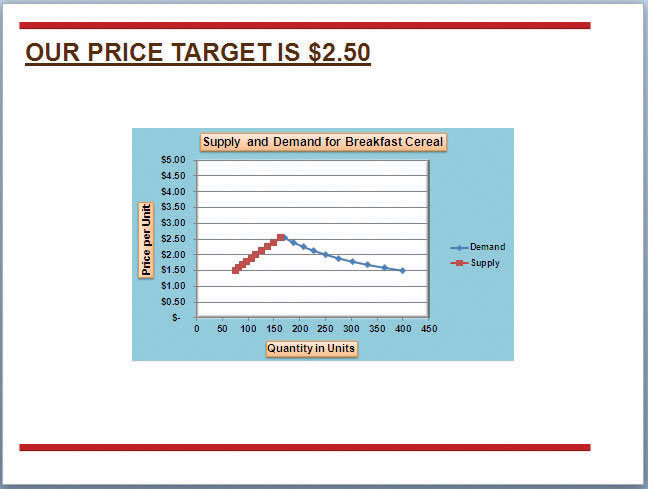 OUR PRICE TARGET IS $2.50
Supply and Demand for Breakfast Cereal
$5.00
$4.50
$4.00
$3.50
$3.00
$2.50
$2.00
$1.50
$1.00
$0.50
$-
Price per Unit
0 50 100 150 200 250 300 350 400 450
Quantity in Units
Demand
Supply